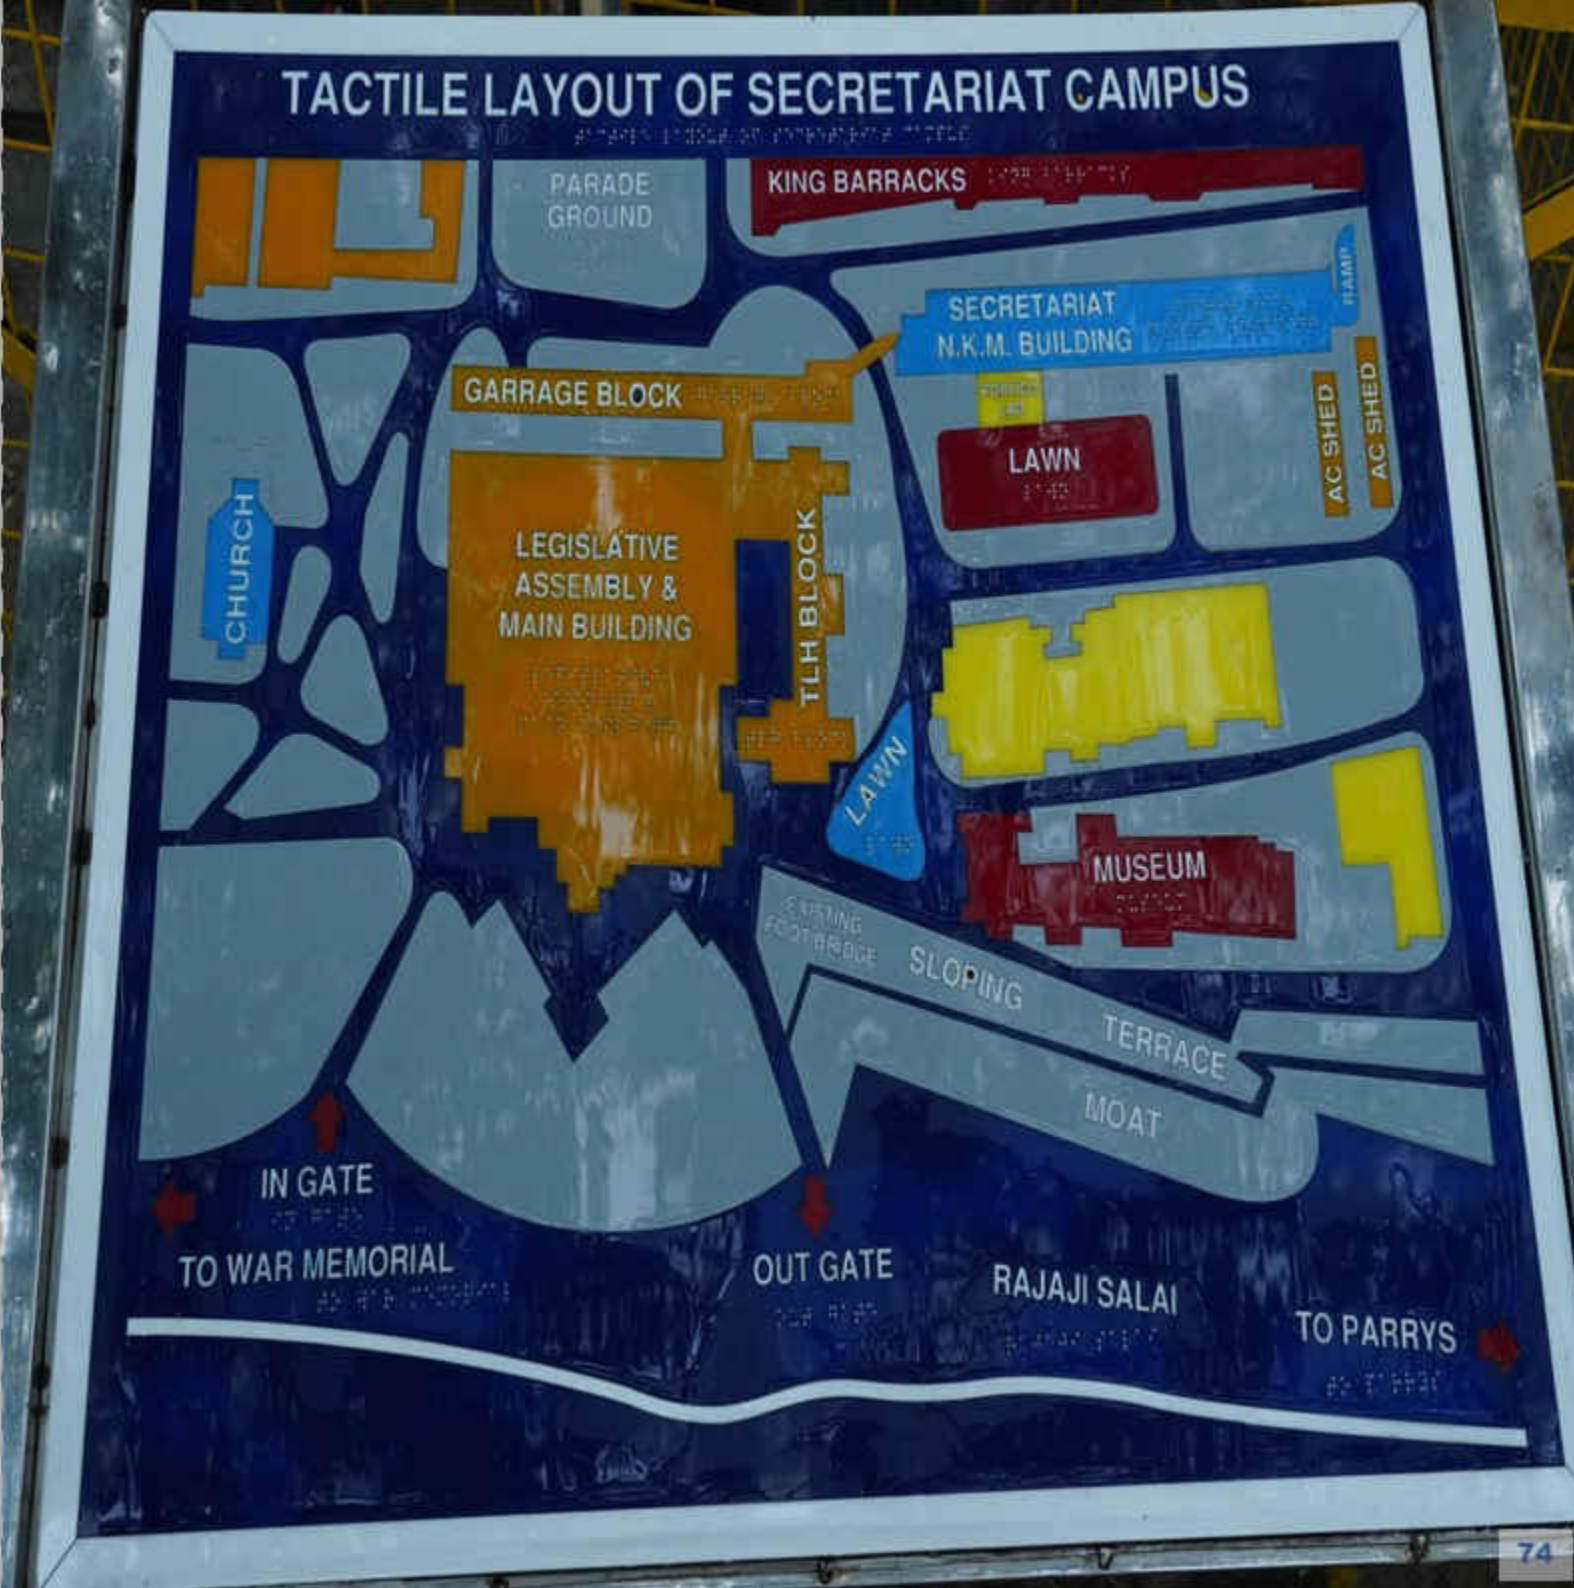 TACTILE LAYOUT OF SECRETARIAT CAMPUS
PARADE
GROUND
KING BARRACKS
SECRETARIAT
N.K.M. BUILDING
RAMP
GARRAGE BLOCK
LAWN
AC SHED
AC SHED
CHURCH
LEGISLATIVE
ASSEMBLY &
MAIN BUILDING
TLH BLOCK
LAWN
MUSEUM
EXISTING
FOOT BRIDGE
SLOPING
TERRACE
MOAT
IN GATE
TO WAR MEMORIAL
OUT GATE
RAJAJI SALAI
TO PARRYS
74